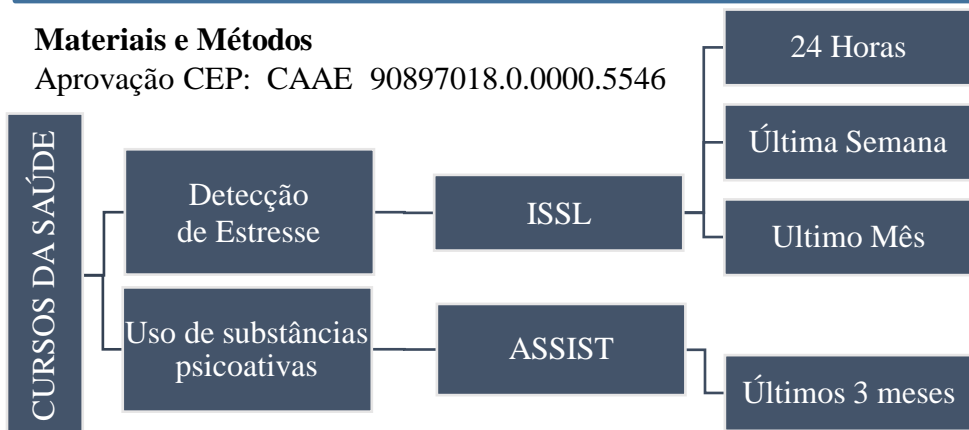 Materiais e Métodos
Aprovação CEP: CAAE 90897018.0.0000.5546
CURSOS DA SAÚDE
Detecção
de Estresse
ISSL
24 Horas
Última Semana
Ultimo Mês
Uso de substâncias
psicoativas
ASSIST
Últimos 3 meses